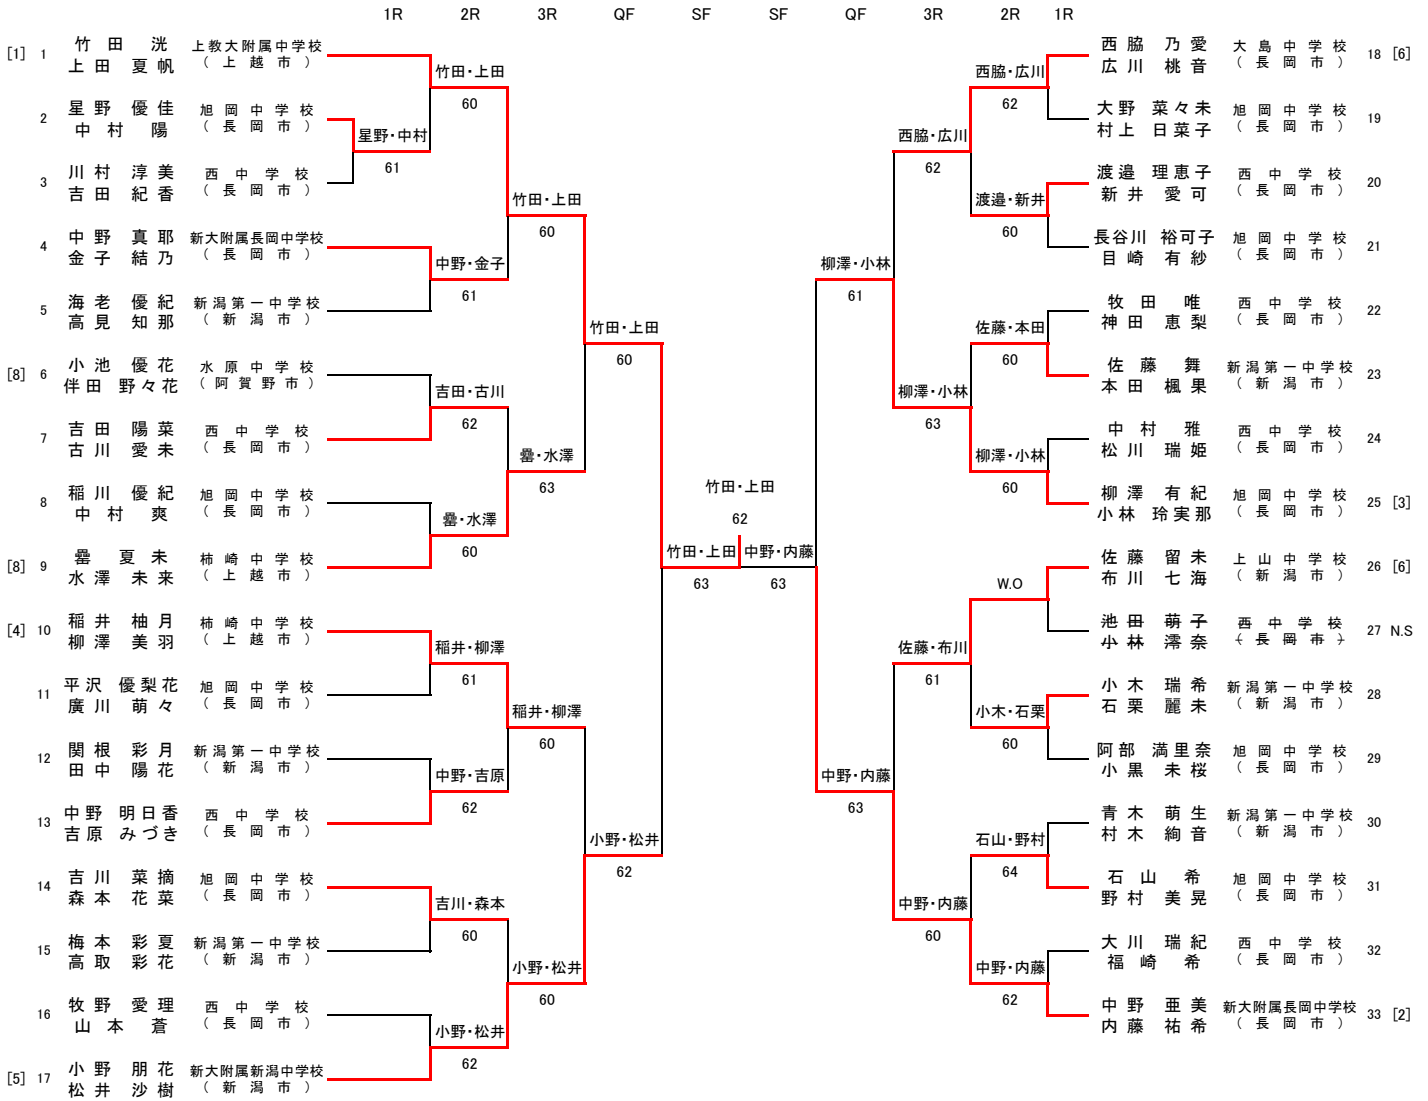 1R 2R 3R QF SF SF QF 3R 2R 1R
[1] 1 竹田 洸 上教大附属中学校
上田 夏帆 (上越市)
2 星野 優佳 旭岡中学校
中村 陽 (長岡市)
3 川村 淳美 西中学校
吉田 紀香 (長岡市)
4 中野 真耶 新大附属長岡中学校
金子 結乃 (長岡市)
5 海老 優紀 新潟第一中学校
高見 知那 (新潟市)
[8] 6 小池 優花 水原中学校
伴田 野々花 (阿賀野市)
7 吉田 陽菜 西中学校
古川 愛未 (長岡市)
8 稲川 優紀 旭岡中学校
中村 爽 (長岡市)
[8] 9 罍 夏未 柿崎中学校
水澤 未来 (上越市)
[4] 10 稲井 柚月 柿崎中学校
柳澤 美羽 (上越市)
11 平沢 優梨花 旭岡中学校
廣川 萌々 (長岡市)
12 関根 彩月 新潟第一中学校
田中 陽花 (新潟市)
13 中野 明日香 西中学校
吉原 みづき (長岡市)
14 吉川 菜摘 旭岡中学校
森本 花菜 (長岡市)
15 梅本 彩夏 新潟第一中学校
高取 彩花 (新潟市)
16 牧野 愛理 西中学校
山本 蒼 (長岡市)
[5] 17 小野 朋花 新大附属新潟中学校
松井 沙樹 (新潟市)
星野・中村
61
竹田・上田
60
中野・金子
61
吉田・古川
62
罍・水澤
60
稲井・柳澤
61
中野・吉原
62
吉川・森本
60
小野・松井
62
竹田・上田
60
罍・水澤
63
稲井・柳澤
60
小野・松井
60
竹田・上田
60
小野・松井
62
竹田・上田
63
竹田・上田
62
中野・内藤
63
柳澤・小林
61
中野・内藤
63
西脇・広川
62
柳澤・小林
63
佐藤・布川
61
中野・内藤
60
西脇・広川
62
渡邉・新井
60
佐藤・本田
60
柳澤・小林
60
W.O
小木・石栗
60
石山・野村
64
中野・内藤
62
西脇 乃愛 大島中学校 18 [6]
広川 桃音 (長岡市)
大野 菜々未 旭岡中学校 19
村上 日菜子 (長岡市)
渡邉 理恵子 西中学校 20
新井 愛可 (長岡市)
長谷川 裕可子 旭岡中学校 21
目崎 有紗 (長岡市)
牧田 唯 西中学校 22
神田 恵梨 (長岡市)
佐藤 舞 新潟第一中学校 23
本田 楓果 (新潟市)
中村 雅 西中学校 24
松川 瑞姫 (長岡市)
柳澤 有紀 旭岡中学校 25 [3]
小林 玲実那 (長岡市)
佐藤 留未 上山中学校 26 [6]
布川 七海 (新潟市)
池田 萌子 西中学校 27 N.S
小林 澪奈 (長岡市)
小木 瑞希 新潟第一中学校 28
石栗 麗未 (新潟市)
阿部 満里奈 旭岡中学校 29
小黒 未桜 (長岡市)
青木 萌生 新潟第一中学校 30
村木 絢音 (新潟市)
石山 希 旭岡中学校 31
野村 美晃 (長岡市)
大川 瑞紀 西中学校 32
福崎 希 (長岡市)
中野 亜美 新大附属長岡中学校 33 [2]
内藤 祐希 (長岡市)